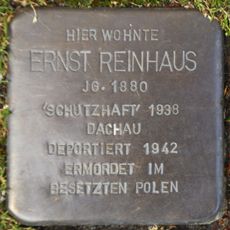 HIER WOHNTE
ERNST REINHAUS
JG. 1880
'SCHUTZHAFT' 1938
DACHAU
DEPORTIERT 1942
ERMORDET IM
BESETZTEN POLEN